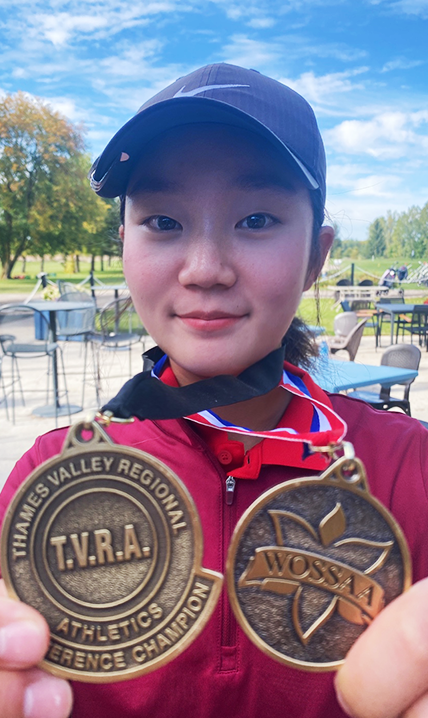 THAMES VALLEY REGIONAL
T.V.R.A.
ATHLETICS
CHAMPION
WOSSAA